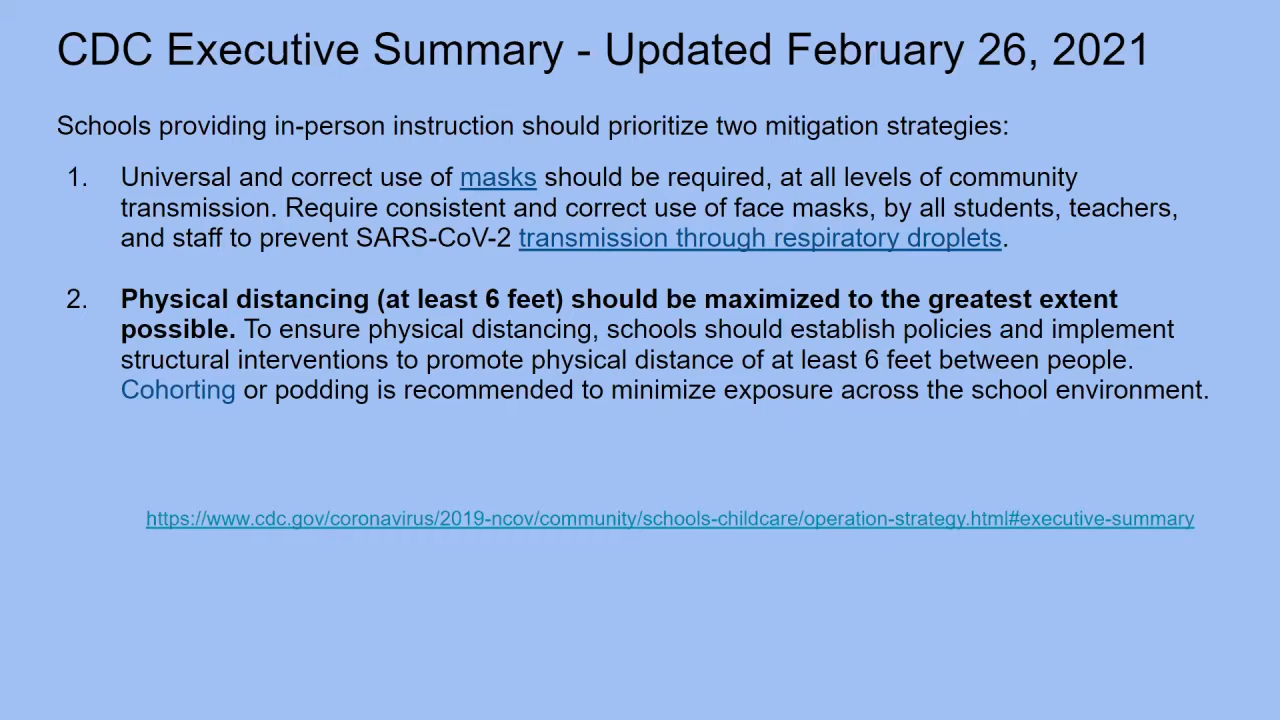 CDC Executive Summary - Updated February 26, 2021
Schools providing in-person instruction should prioritize two mitigation strategies:
1. Universal and correct use of masks should be required, at all levels of community
transmission. Require consistent and correct use of face masks, by all students, teachers,
and staff to prevent SARS-CoV-2 transmission through respiratory droplets.
2. Physical distancing (at least 6 feet) should be maximized to the greatest extent
possible. To ensure physical distancing, schools should establish policies and implement
structural interventions to promote physical distance of at least 6 feet between people.
Cohorting or podding is recommended to minimize exposure across the school environment.
https://www.cdc.gov/coronavirus/2019-ncov/community/schools-childcare/operation-strategy.html#executive-summary